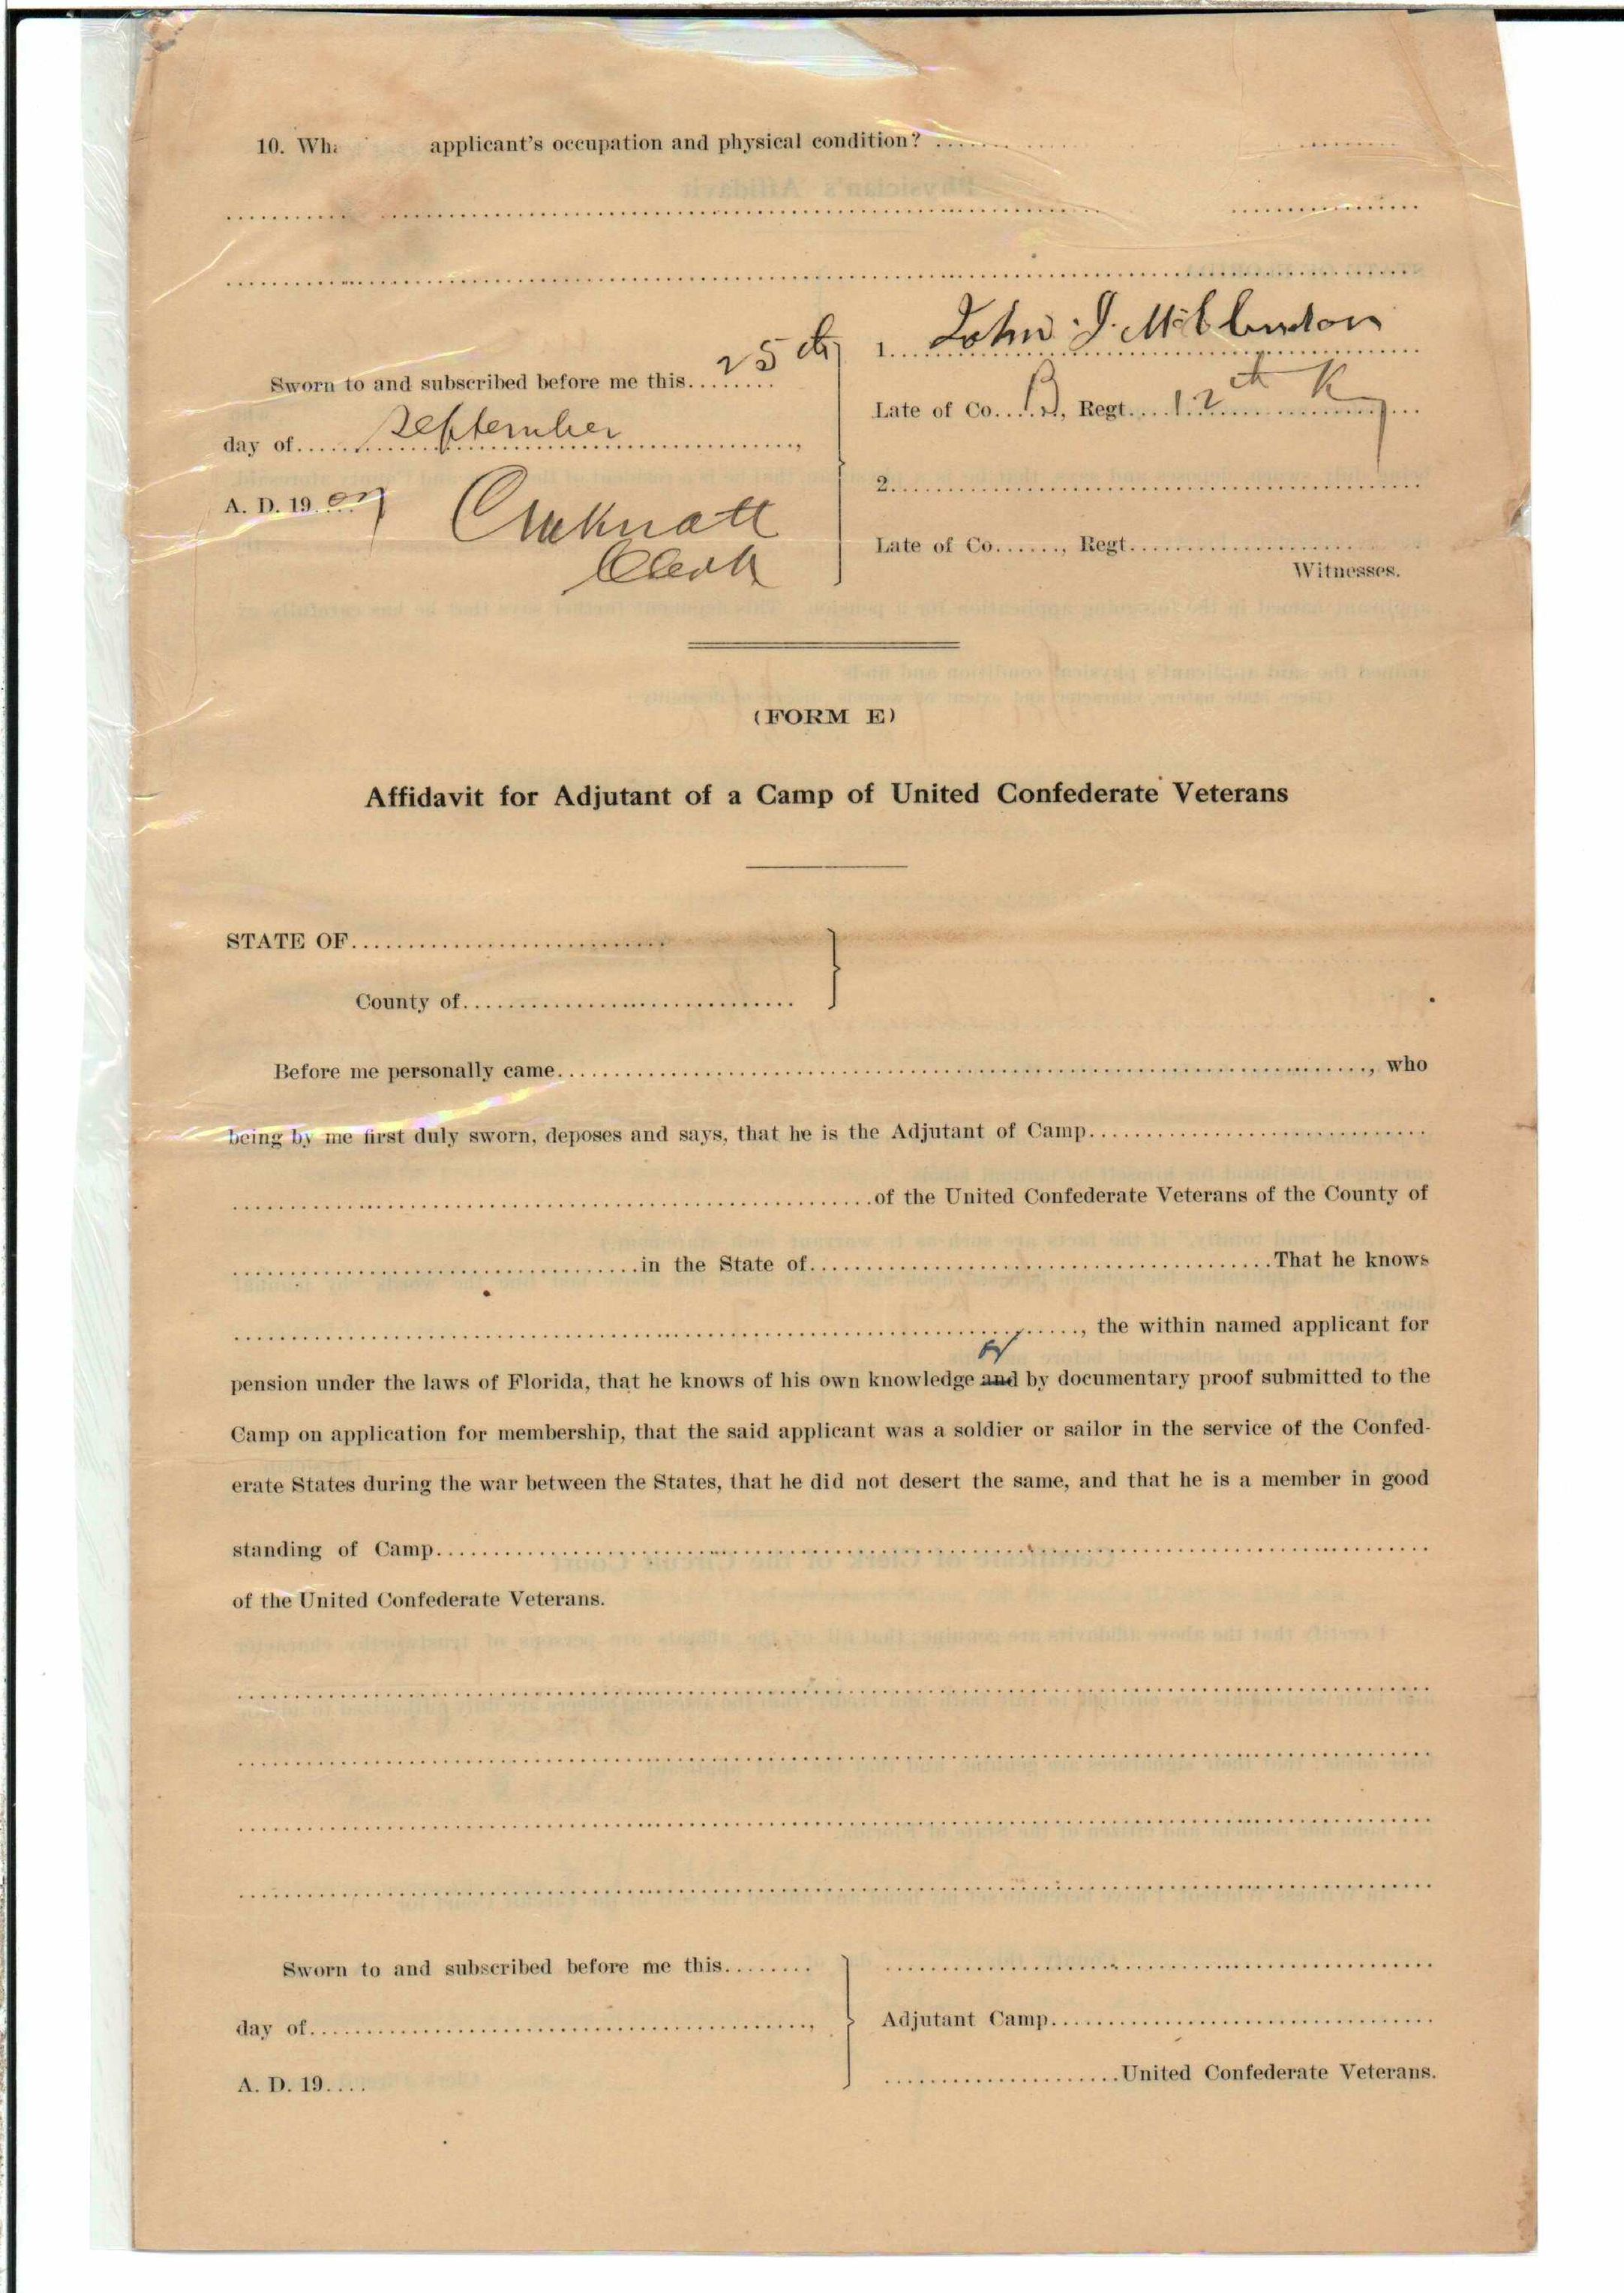 10. Wh applicant's occupation and physical condition?
Sworn to and subscribed before me this 25th
day of September,
A. D. 1907
Clerk
1. John J.
Late of Co. B, Regt. 12th
2.
Late of Co......, Regt.
Witnesses.
(FORM E)
Affidavit for Adjutant of a Camp of United Confederate Veterans
STATE OF
County of
Before me personally came, who
being by me first duly sworn, deposes and says, that he is the Adjutant of Camp
of the United Confederate Veterans of the County of
in the State of That he knows
, the within named applicant for
or
pension under the laws of Florida, that he knows of his own knowledge and by documentary proof submitted to the
Camp on application for membership, that the said applicant was a soldier or sailor in the service of the Confed-
erate States during the war between the States, that he did not desert the same, and that he is a member in good
standing of Camp
of the United Confederate Veterans.
Sworn to and subscribed before me this
day of,
A. D. 19
Adjutant Camp
United Confederate Veterans.